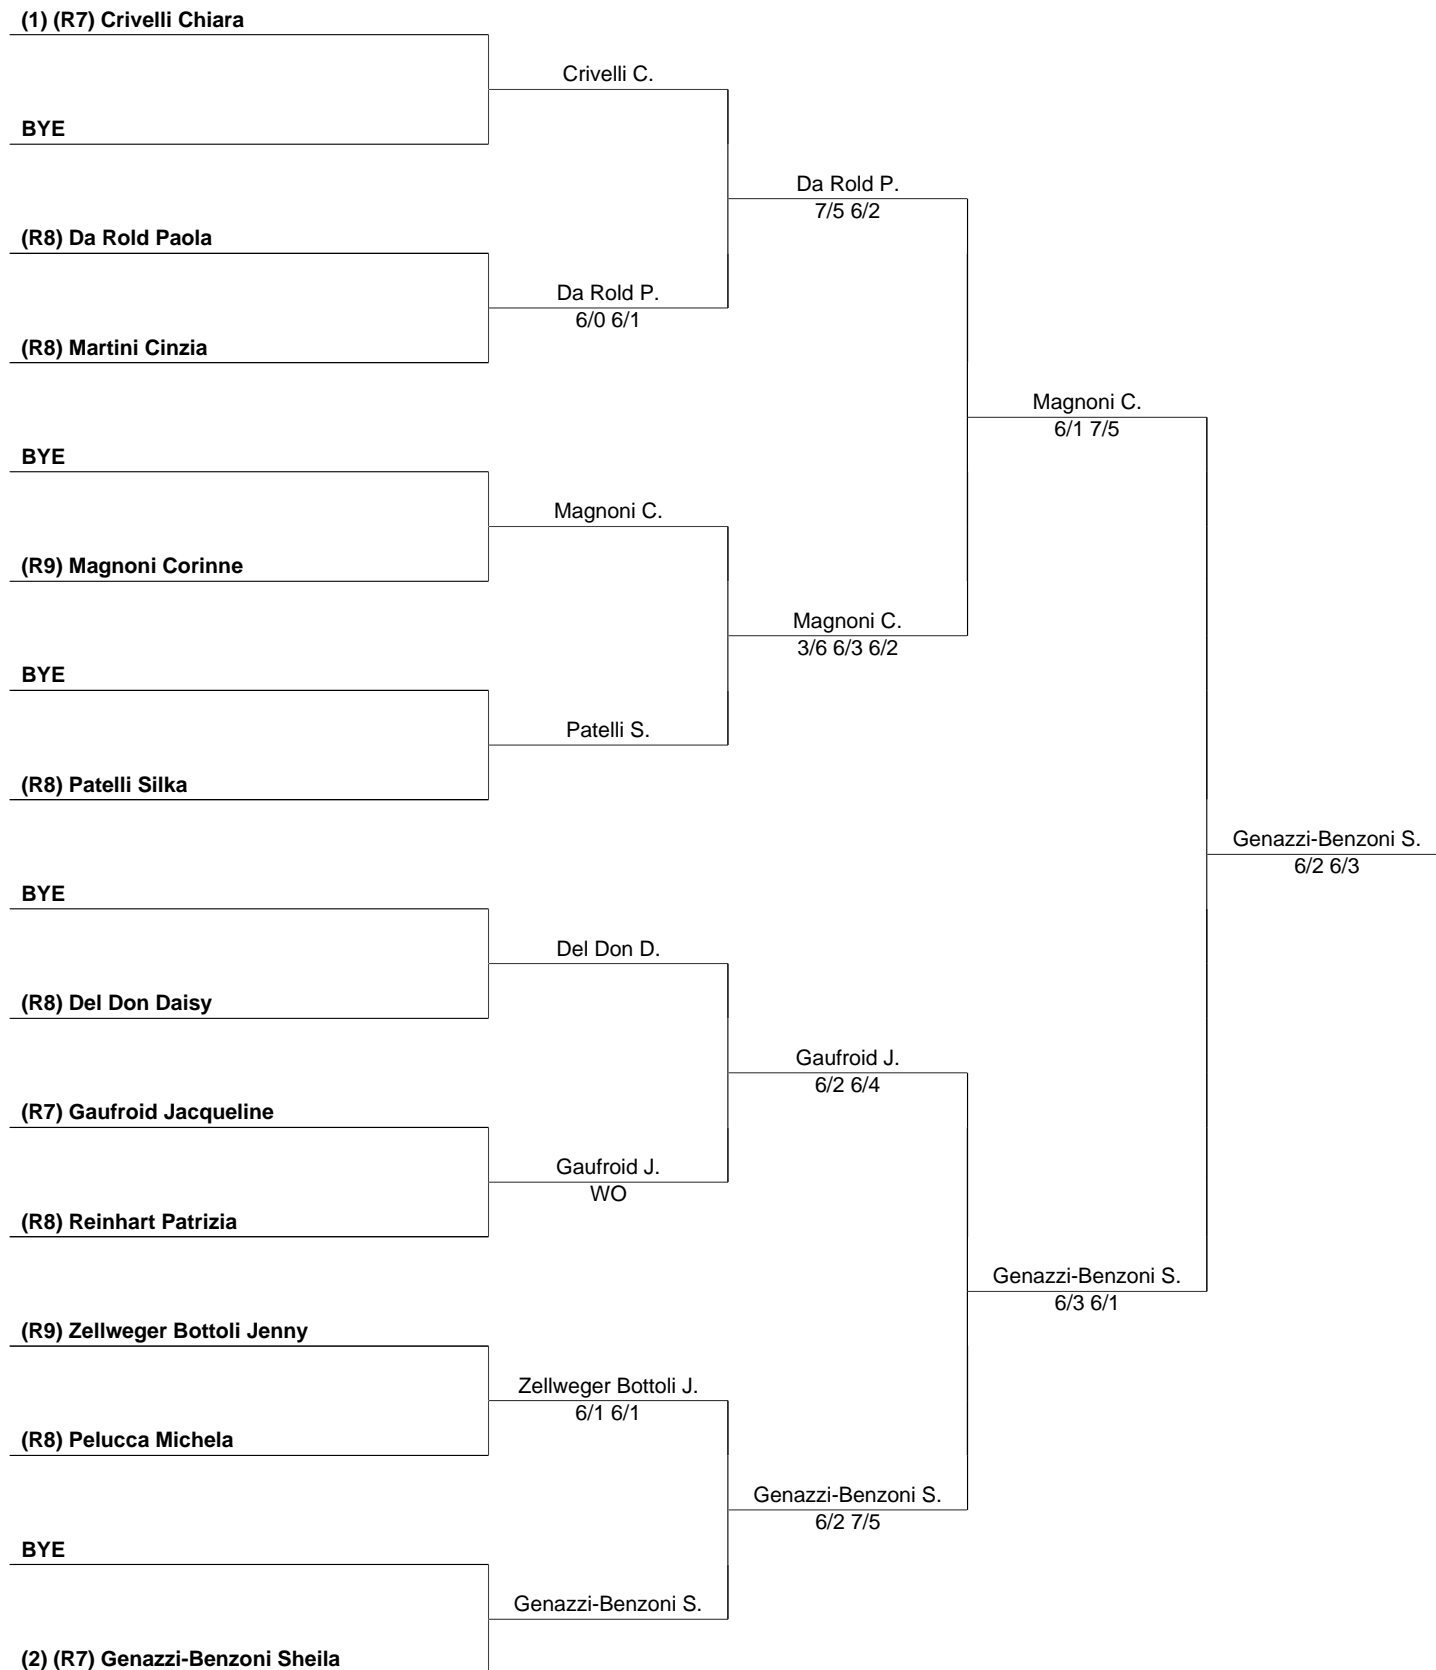 (1) (R7) Crivelli Chiara
Crivelli C.
BYE
Da Rold P.
7/5 6/2
(R8) Da Rold Paola
Da Rold P.
6/0 6/1
(R8) Martini Cinzia
Magnoni C.
6/1 7/5
BYE
Magnoni C.
(R9) Magnoni Corinne
Magnoni C.
3/6 6/3 6/2
BYE
Patelli S.
(R8) Patelli Silka
Genazzi-Benzoni S.
6/2 6/3
BYE
Del Don D.
(R8) Del Don Daisy
Gaufroid J.
6/2 6/4
(R7) Gaufroid Jacqueline
Gaufroid J.
WO
(R8) Reinhart Patrizia
Genazzi-Benzoni S.
6/3 6/1
(R9) Zellweger Bottoli Jenny
Zellweger Bottoli J.
6/1 6/1
(R8) Pelucca Michela
Genazzi-Benzoni S.
6/2 7/5
BYE
Genazzi-Benzoni S.
(2) (R7) Genazzi-Benzoni Sheila